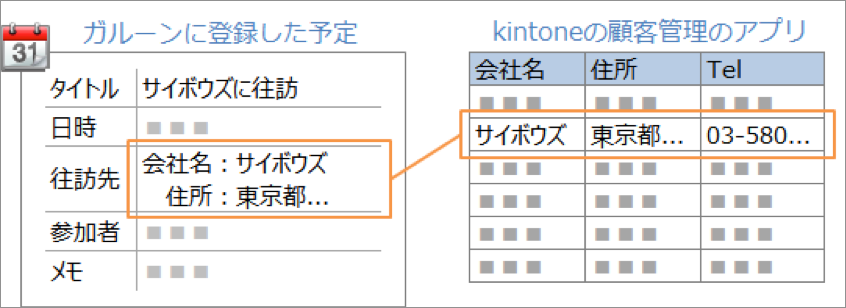 31
ガルーンに登録した予定
タイトル サイボウズに往訪
日時 ■■■
往訪先 会社名：サイボウズ
住所：東京都...
参加者 ■■■
メモ ■■■
kintoneの顧客管理のアプリ
会社名 住所 Tel
■■■ ■■■ ■■■
サイボウズ 東京都... 03-580...
■■■ ■■■ ■■■
■■■ ■■■ ■■■
■■■ ■■■ ■■■
■■■ ■■■ ■■■